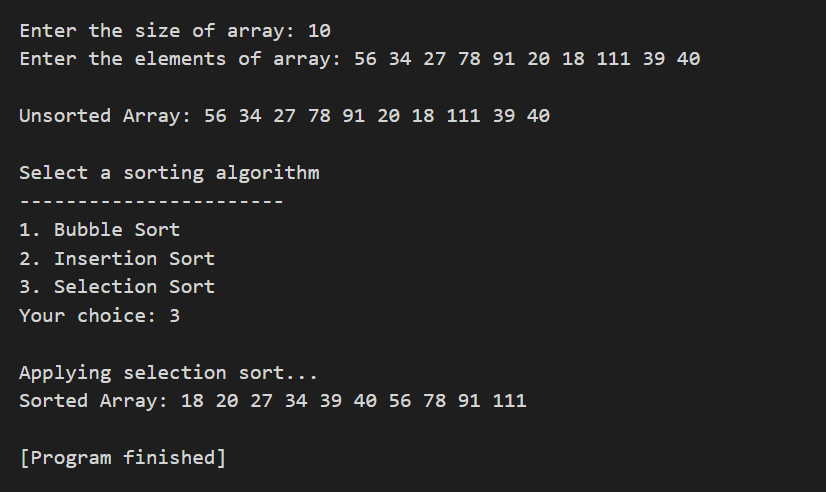 Enter the size of array: 10
Enter the elements of array: 56 34 27 78 91 20 18 111 39 40
Unsorted Array: 56 34 27 78 91 20 18 111 39 40
Select a sorting algorithm
-----------------------
1. Bubble Sort
2. Insertion Sort
3. Selection Sort
Your choice: 3
Applying selection sort...
Sorted Array: 18 20 27 34 39 40 56 78 91 111
[Program finished]